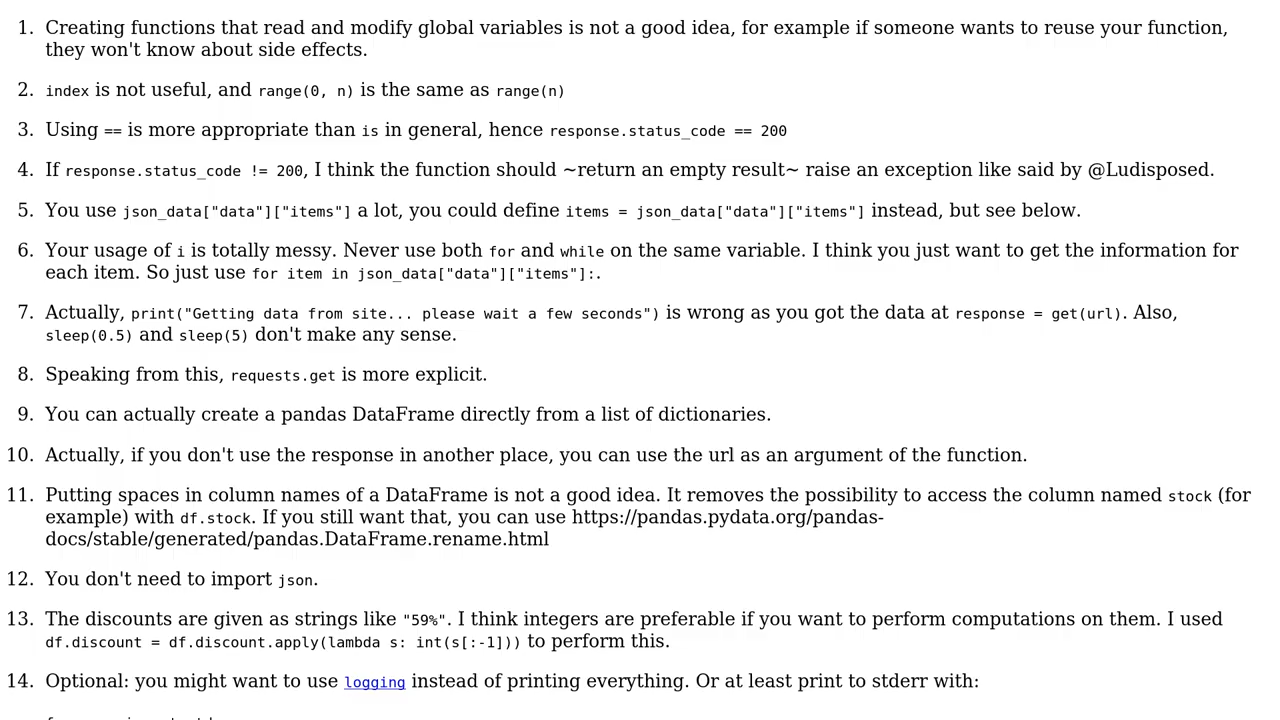 1. Creating functions that read and modify global variables is not a good idea, for example if someone wants to reuse your function,
they won't know about side effects.
2. index is not useful, and range(0, n) is the same as range(n)
3. Using == is more appropriate than is in general, hence response.status_code == 200
4. If response.status_code != 200, I think the function should ~return an empty result~ raise an exception like said by @Ludisposed.
5. You use json_data["data"]["items"] a lot, you could define items = json_data["data"]["items"] instead, but see below.
6. Your usage of i is totally messy. Never use both for and while on the same variable. I think you just want to get the information for
each item. So just use for item in json_data["data"]["items"]:.
7. Actually, print("Getting data from site... please wait a few seconds") is wrong as you got the data at response = get(url). Also,
sleep(0.5) and sleep(5) don't make any sense.
8. Speaking from this, requests.get is more explicit.
9. You can actually create a pandas DataFrame directly from a list of dictionaries.
10. Actually, if you don't use the response in another place, you can use the url as an argument of the function.
11. Putting spaces in column names of a DataFrame is not a good idea. It removes the possibility to access the column named stock (for
example) with df.stock. If you still want that, you can use https://pandas.pydata.org/pandas-
docs/stable/generated/pandas.DataFrame.rename.html
12. You don't need to import json.
13. The discounts are given as strings like "59%". I think integers are preferable if you want to perform computations on them. I used
df.discount = df.discount.apply(lambda s: int(s[:-1])) to perform this.
14. Optional: you might want to use logging instead of printing everything. Or at least print to stderr with: